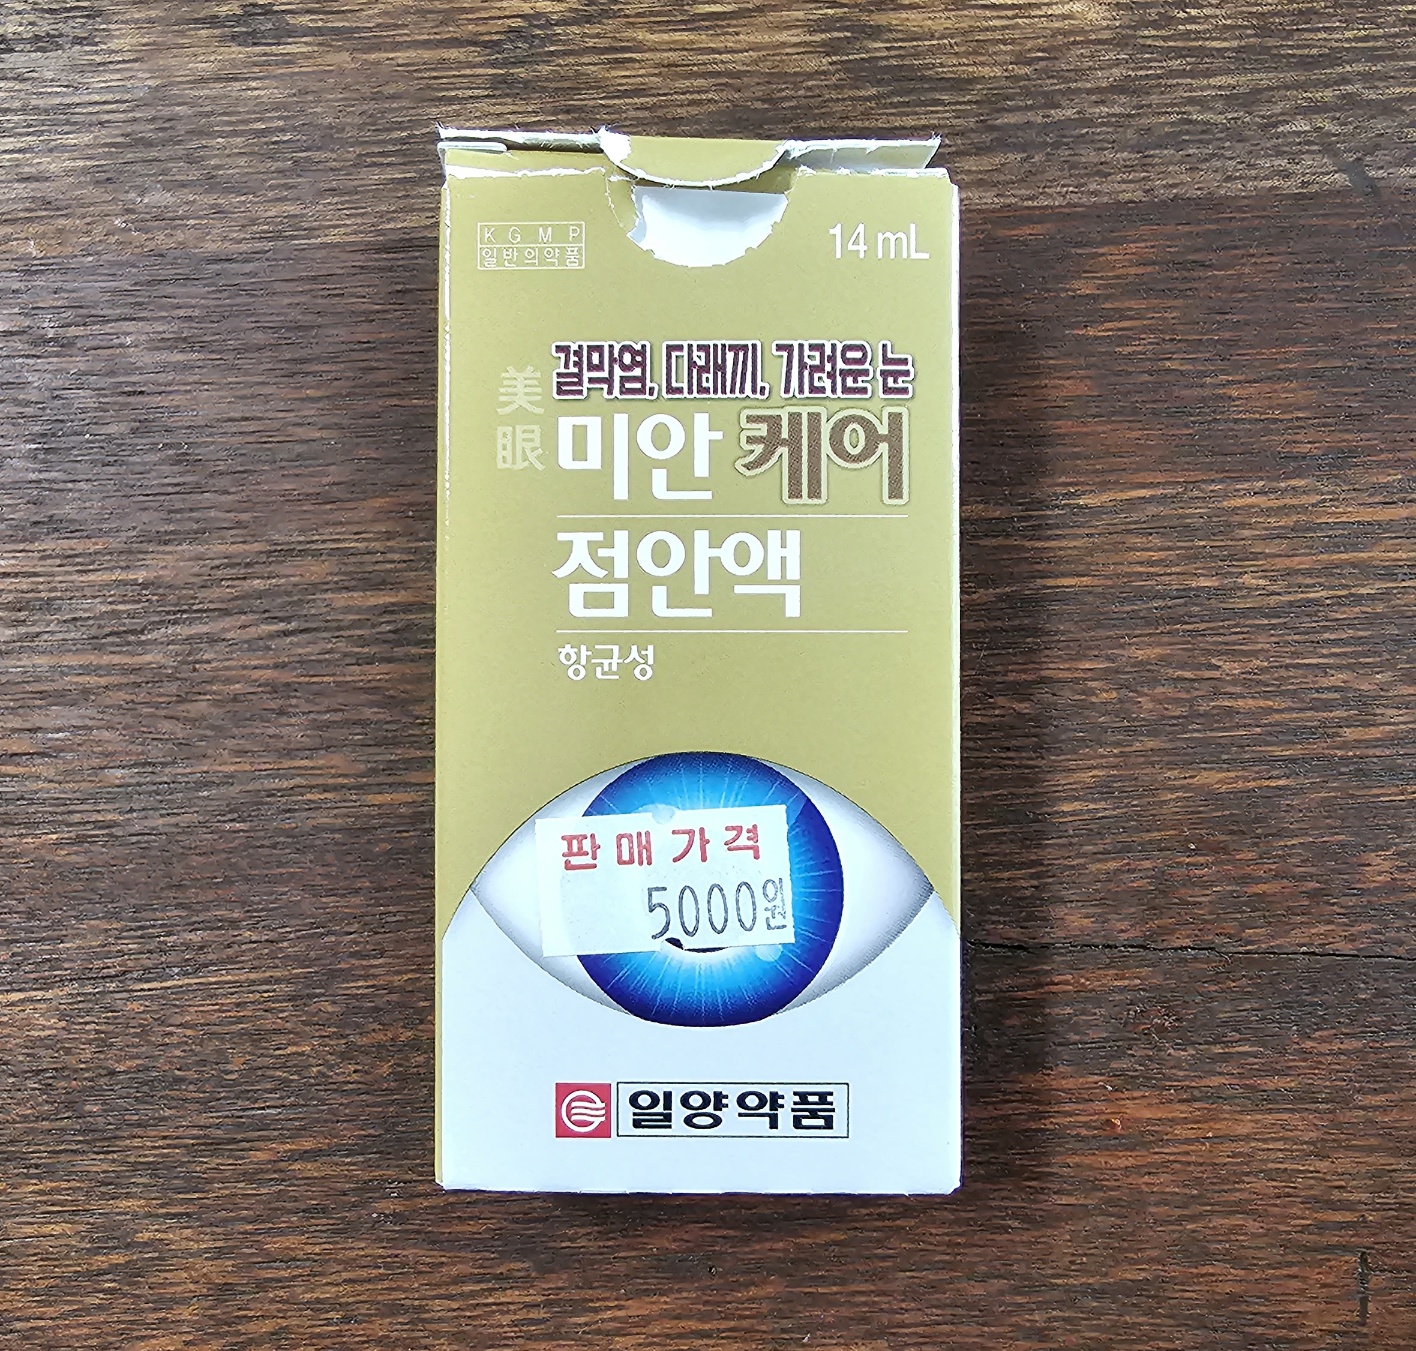 KGMP
일반의약품
14 mL
美眼
결막염, 다래끼, 가려운 눈
미안 케어
점안액
항균성
판매가격
5000원
일양약품